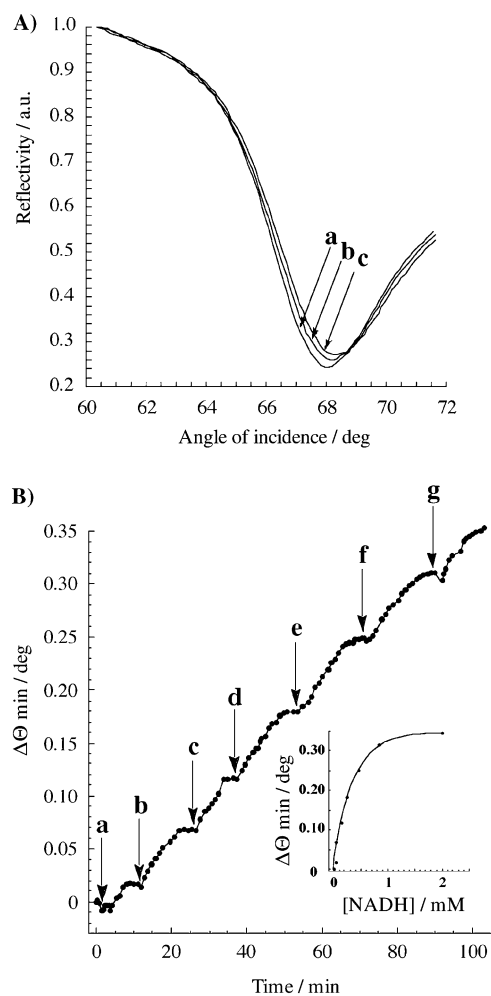 A)
1.0
0.9
0.8
0.7
0.6
0.5
0.4
0.3
0.2
Reflectivity / a.u.
a
b
c
60 62 64 66 68 70 72
Angle of incidence / deg
B)
0.35
0.30
0.25
0.20
0.15
0.10
0.05
0
ΔΘ min / deg
a
b
c
d
e
f
g
0 20 40 60 80 100
Time / min
0.30
0.20
0.10
0
ΔΘ min / deg
0 1 2
[NADH] / mM